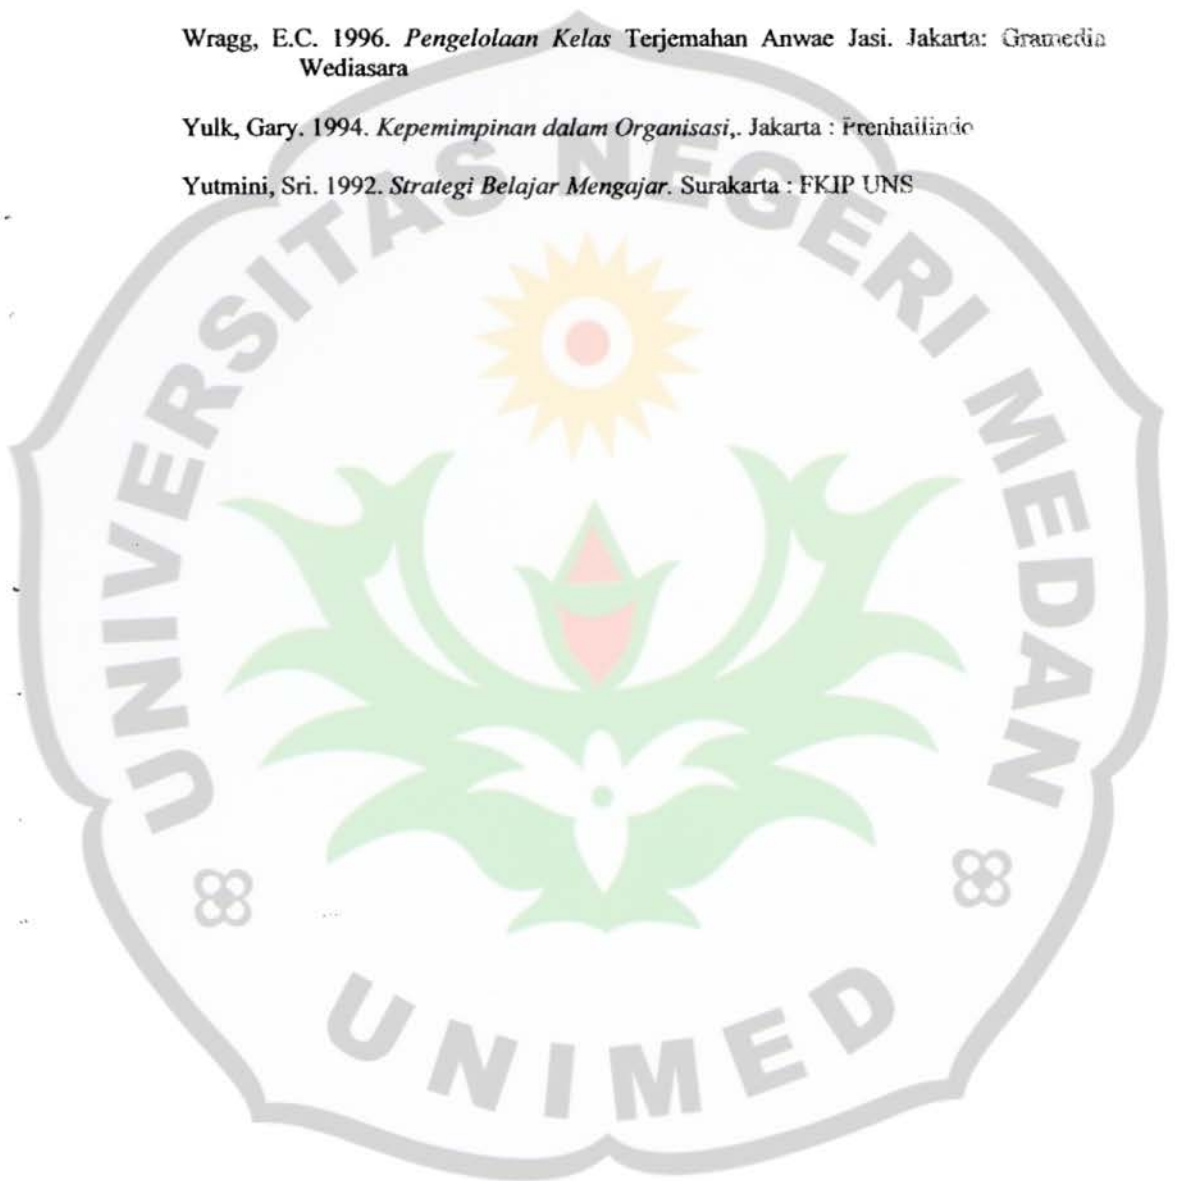 Wragg, E.C. 1996. Pengelolaan Kelas Terjemahan Anwae Jasi. Jakarta: Gramedia
Wediasara
Yulk, Gary. 1994. Kepemimpinan dalam Organisasi,. Jakarta : Prenhallindo
Yutmini, Sri. 1992. Strategi Belajar Mengajar. Surakarta : FKIP UNS
UNIVERSITAS NEGERI MEDAN
UNIMED